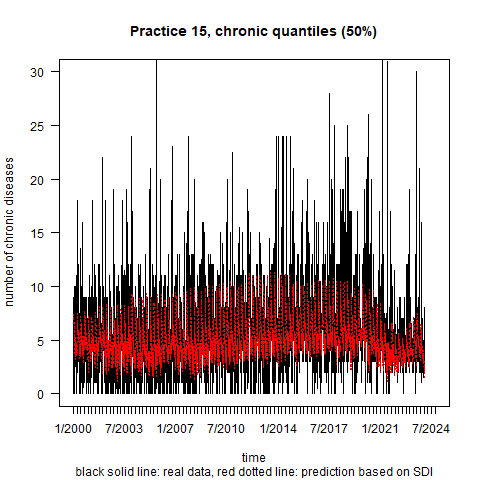 Practice 15, chronic quantiles (50%)
number of chronic diseases
30
25
20
15
10
5
0
1/2000 7/2003 1/2007 7/2010 1/2014 7/2017 1/2021 7/2024
time
black solid line: real data, red dotted line: prediction based on SDI